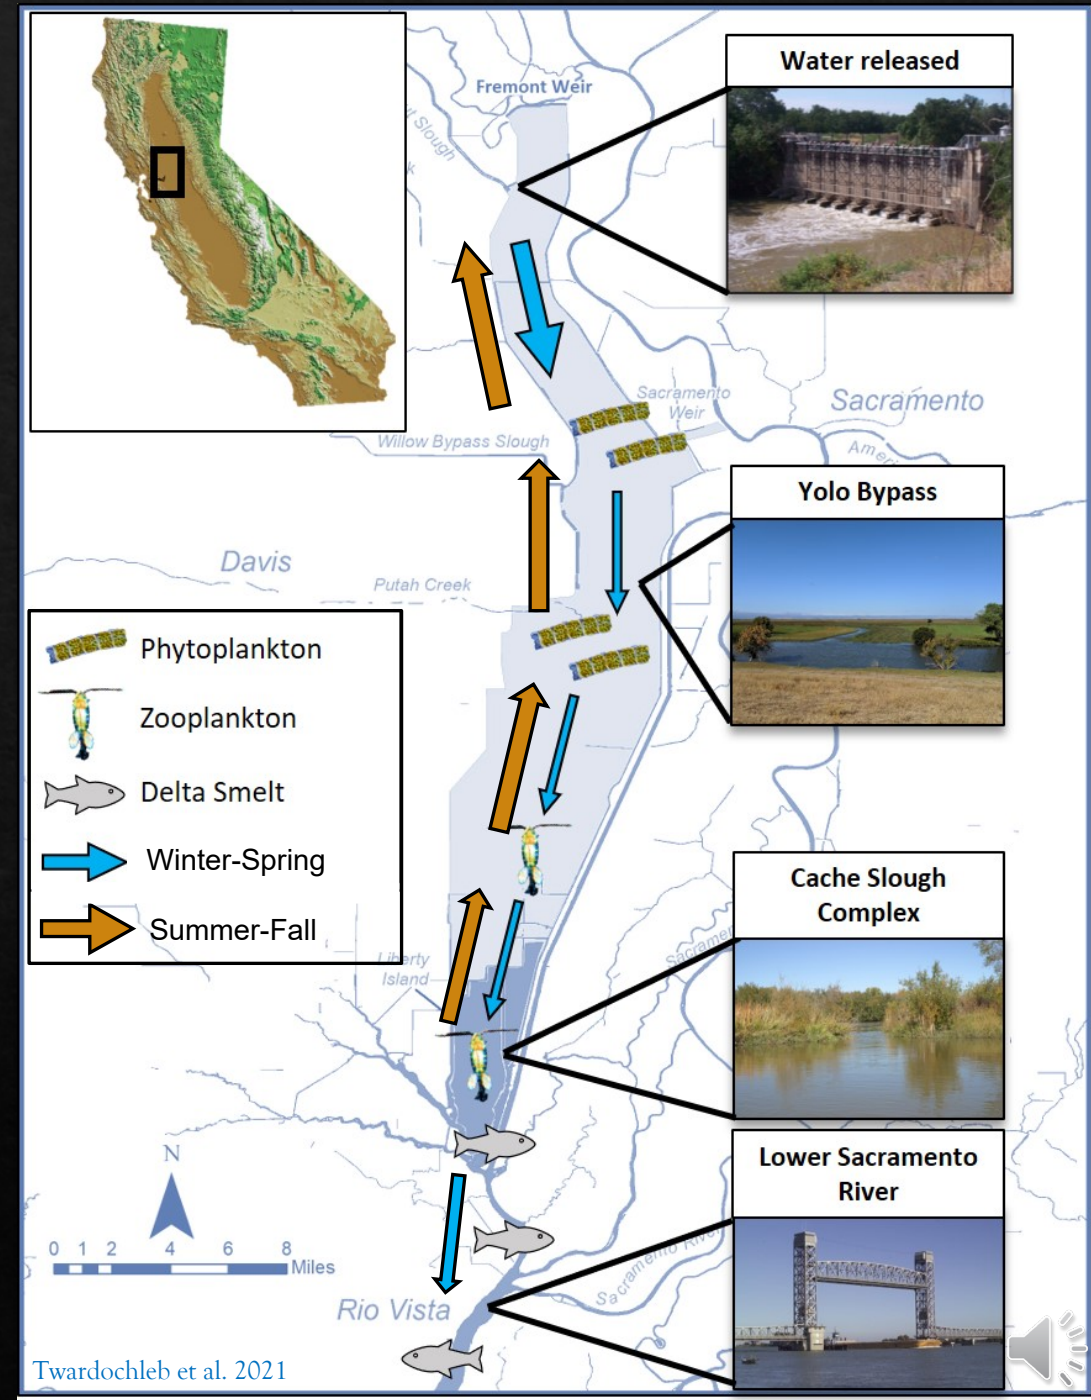 Fremont Weir
Water released
Slough
Sacramento
Weir
Sacramento
Willow Bypass Slough
Yolo Bypass
Davis
Putah Creek
Phytoplankton
Zooplankton
Delta Smelt
Winter-Spring
Summer-Fall
Cache Slough
Complex
Liberty
Island
Lower Sacramento
River
N
0 1 2 4 6 8
Miles
Sacramento River
Rio Vista
Twardochleb et al. 2021